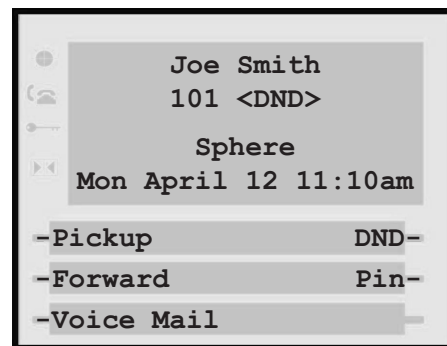 Joe Smith
101 <DND>
Sphere
Mon April 12 11:10am
-Pickup DND-
-Forward Pin-
-Voice Mail -